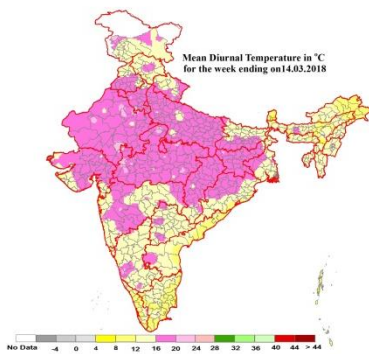 Mean Diurnal Temperature in °C
for the week ending on14.03.2018
No Data -4 0 4 8 12 16 20 24 28 32 36 40 44 > 44